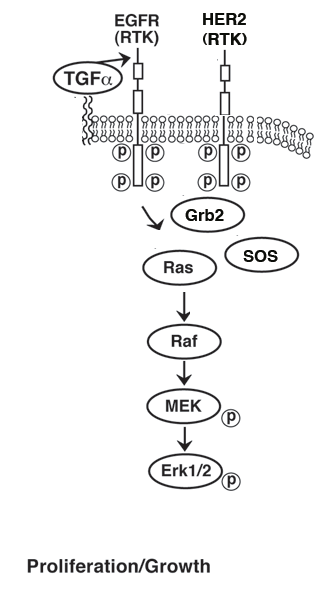 EGFR HER2
(RTK) (RTK)
TGFα
p p p p
p p p p
Grb2
SOS
Ras
Raf
MEK
p
Erk1/2
p
Proliferation/Growth